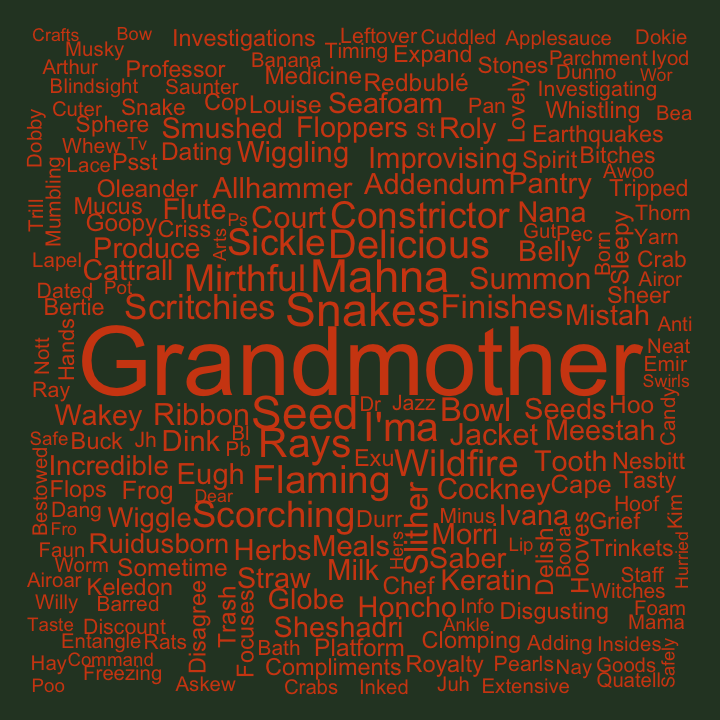 Crafts
Bow
Investigations
Leftover
Cuddled
Applesauce
Dokie
Musky
Banana
Timing
Expand
Parchment
Iyod
Arthur
Professor
Medicine
Stones
Dunno
Wor
Blindsight
Saunter
Redbublé
Investigating
Cuter
Snake
Cop
Louise
Seafoam
Pan
Lovely
Whistling
Bea
Dobby
Sphere
Smushed
Floppers
St
Roly
Earthquakes
Whew
Tv
Dating
Wiggling
Improvising
Spirit
Bitches
Lace
Psst
Awoo
Mumbling
Oleander
Allhammer
Addendum
Pantry
Tripped
Trill
Mucus
Flute
Ps
Court
Constrictor
Nana
Thorn
Goopy
Criss
Arts
Sickle
Delicious
Gut
Pec
Born
Sleepy
Yarn
Lapel
Produce
Belly
Crab
Cattrall
Mirthful
Mahna
Summon
Airor
Dated
Pot
Sheer
Bertie
Scritchies
Snakes
Finishes
Mistah
Anti
Nott
Hands
Grandmother
Neat
Emir
Swirls
Ray
Wakey
Ribbon
Seed
Dr
Jazz
Bowl
Seeds
Hoo
Candy
I'ma
Safe
Buck
Jh
Dink
Bl
Pb
Rays
Jacket
Meestah
Incredible
Eugh
Exu
Wildfire
Tooth
Nesbitt
Bestowed
Flops
Frog
Dear
Flaming
Cockney
Cape
Tasty
Dang
Wiggle
Scorching
Durr
Slither
Minus
Ivana
Grief
Hoof
Kim
Fro
Faun
Ruidusborn
Herbs
Meals
Hers
Morri
Lip
Delish
Boola
Hooves
Trinkets
Hurried
Worm
Sometime
Milk
Saber
Airoar
Keledon
Straw
Chef
Keratin
Staff
Witches
Willy
Barred
Disagree
Trash
Focuses
Globe
Honcho
Info
Disgusting
Foam
Taste
Discount
Sheshadri
Ankle
Mama
Entangle
Rats
Bath
Platform
Clomping
Adding
Insides
Safely
Hay
Command
Compliments
Royalty
Pearls
Nay
Goods
Freezing
Poo
Askew
Crabs
Inked
Juh
Extensive
Quatell